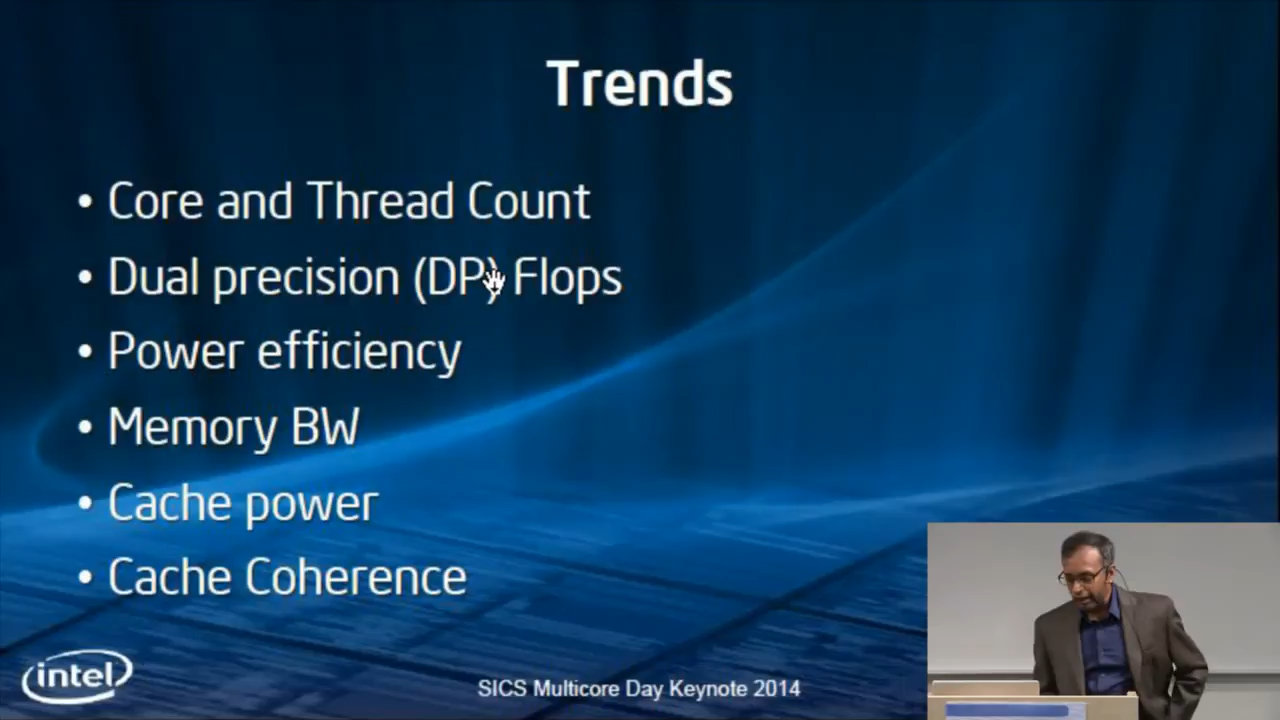 Trends
• Core and Thread Count
• Dual precision (DP) Flops
• Power efficiency
• Memory BW
• Cache power
• Cache Coherence
intel
SICS Multicore Day Keynote 2014